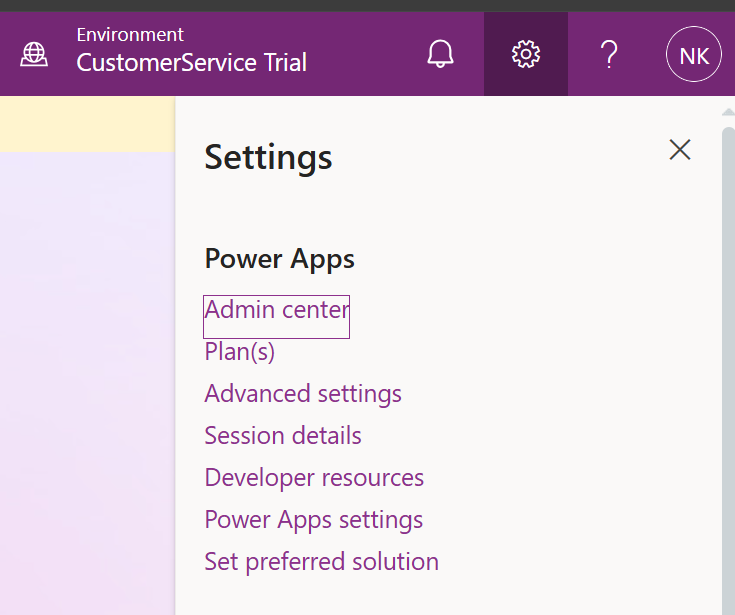 Environment
CustomerService Trial
NK
Settings
Power Apps
Admin center
Plan(s)
Advanced settings
Session details
Developer resources
Power Apps settings
Set preferred solution